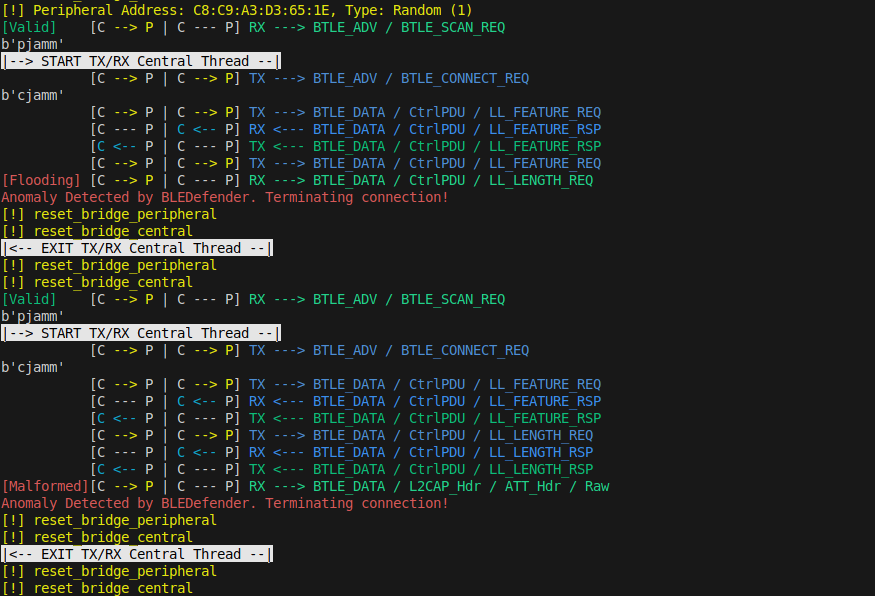 [!] Peripheral Address: C8:C9:A3:D3:65:1E, Type: Random (1)
[Valid]    [C --> P | C --- P] RX ---> BTLE_ADV / BTLE_SCAN_REQ
b'pjamm'
|--> START TX/RX Central Thread --|
[C --> P | C --> P] TX ---> BTLE_ADV / BTLE_CONNECT_REQ
b'cjamm'
[C --> P | C --> P] TX ---> BTLE_DATA / CtrlPDU / LL_FEATURE_REQ
[C --- P | C <-- P] RX <--- BTLE_DATA / CtrlPDU / LL_FEATURE_RSP
[C <-- P | C --- P] TX <--- BTLE_DATA / CtrlPDU / LL_FEATURE_RSP
[C --> P | C --> P] TX ---> BTLE_DATA / CtrlPDU / LL_FEATURE_REQ
[Flooding] [C --> P | C --- P] RX ---> BTLE_DATA / CtrlPDU / LL_LENGTH_REQ
Anomaly Detected by BLEDefender. Terminating connection!
[!] reset_bridge_peripheral
[!] reset_bridge_central
|<-- EXIT TX/RX Central Thread --|
[!] reset_bridge_peripheral
[!] reset_bridge_central
[Valid]    [C --> P | C --- P] RX ---> BTLE_ADV / BTLE_SCAN_REQ
b'pjamm'
|--> START TX/RX Central Thread --|
[C --> P | C --> P] TX ---> BTLE_ADV / BTLE_CONNECT_REQ
b'cjamm'
[C --> P | C --> P] TX ---> BTLE_DATA / CtrlPDU / LL_FEATURE_REQ
[C --- P | C <-- P] RX <--- BTLE_DATA / CtrlPDU / LL_FEATURE_RSP
[C <-- P | C --- P] TX <--- BTLE_DATA / CtrlPDU / LL_FEATURE_RSP
[C --> P | C --> P] TX ---> BTLE_DATA / CtrlPDU / LL_LENGTH_REQ
[C --- P | C <-- P] RX <--- BTLE_DATA / CtrlPDU / LL_LENGTH_RSP
[C <-- P | C --- P] TX <--- BTLE_DATA / CtrlPDU / LL_LENGTH_RSP
[Malformed][C --> P | C --- P] RX ---> BTLE_DATA / L2CAP_Hdr / ATT_Hdr / Raw
Anomaly Detected by BLEDefender. Terminating connection!
[!] reset_bridge_peripheral
[!] reset_bridge_central
|<-- EXIT TX/RX Central Thread --|
[!] reset_bridge_peripheral
[!] reset bridge central